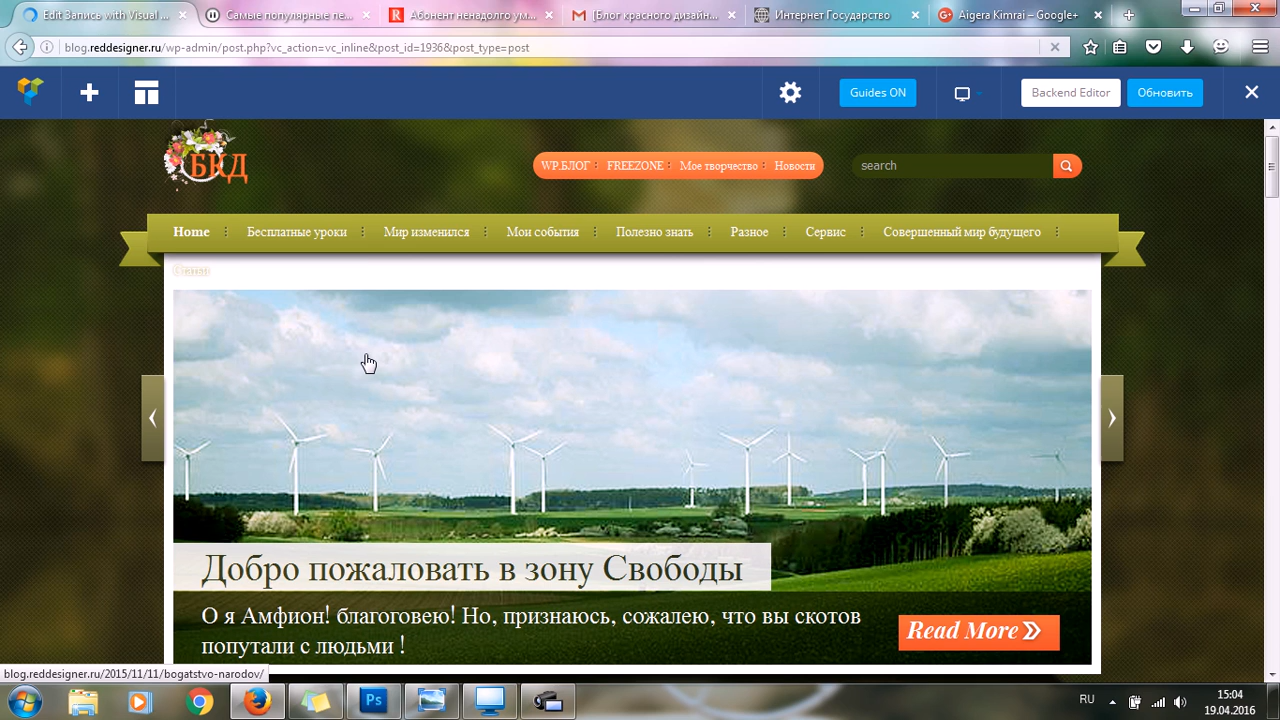 Edit Запись with Visual ...
Самые популярные пе...
Абонент ненадолго ум...
[Блог красного дизайн...
Интернет Государство
Aigera Kimrai – Google+
blog.reddesigner.ru/wp-admin/post.php?vc_action=vc_inline&post_id=1936&post_type=post
Guides ON
Backend Editor
Обновить
БКД
WP.БЛОГ
FREEZONE
Мое творчество
Новости
search
Home
Бесплатные уроки
Мир изменился
Мои события
Полезно знать
Разное
Сервис
Совершенный мир будущего
Статьи
Добро пожаловать в зону Свободы
О я Амфион! благоговею! Но, признаюсь, сожалею, что вы скотов
попутали с людьми !
Read More
blog.reddesigner.ru/2015/11/11/bogatstvo-narodov/
Ps
RU
15:04
19.04.2016